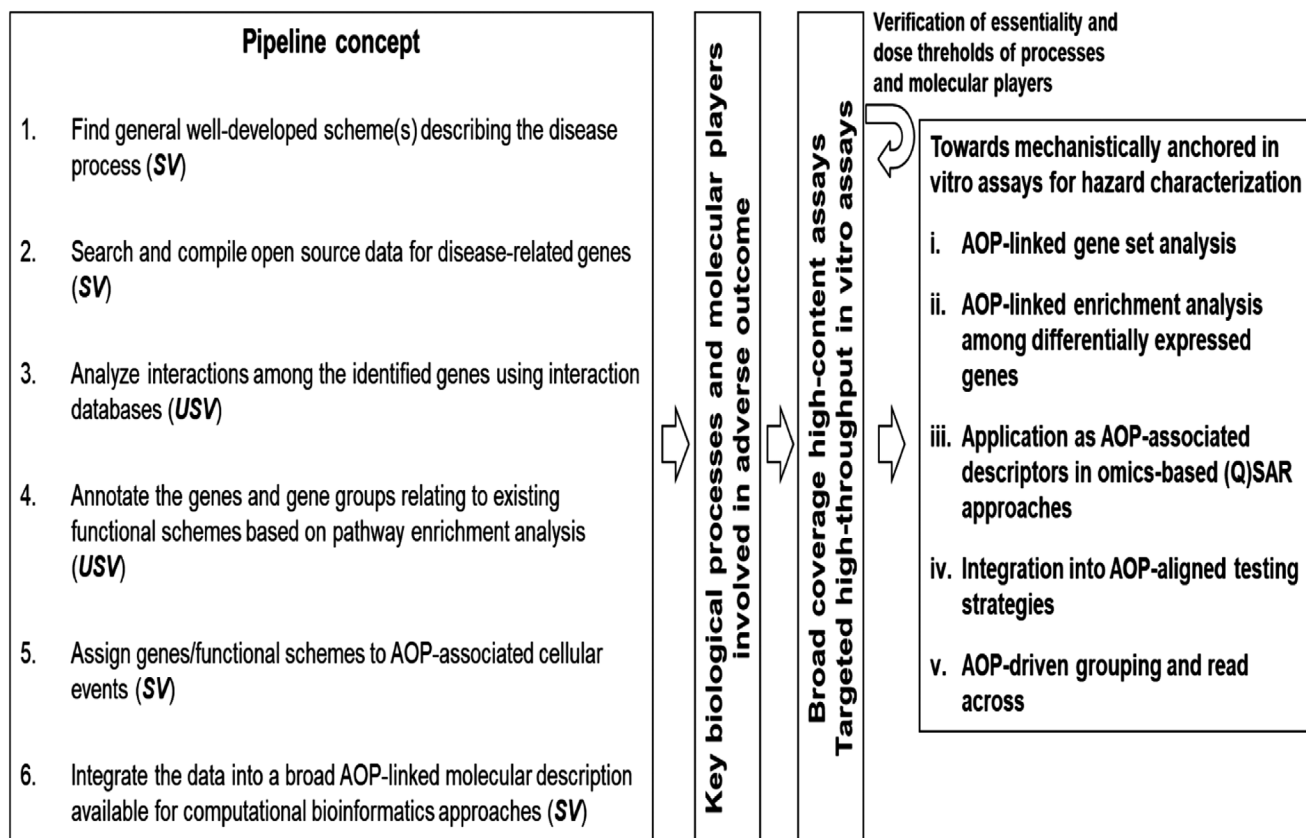 Pipeline concept
1. Find general well-developed scheme(s) describing the disease
process (SV)
2. Search and compile open source data for disease-related genes
(SV)
3. Analyze interactions among the identified genes using interaction
databases (USV)
4. Annotate the genes and gene groups relating to existing
functional schemes based on pathway enrichment analysis
(USV)
5. Assign genes/functional schemes to AOP-associated cellular
events (SV)
6. Integrate the data into a broad AOP-linked molecular description
available for computational bioinformatics approaches (SV)
Key biological processes and molecular players
involved in adverse outcome
Broad coverage high-content assays
Targeted high-throughput in vitro assays
Verification of essentiality and
dose threholds of processes
and molecular players
Towards mechanistically anchored in
vitro assays for hazard characterization
i. AOP-linked gene set analysis
ii. AOP-linked enrichment analysis
among differentially expressed
genes
iii. Application as AOP-associated
descriptors in omics-based (Q)SAR
approaches
iv. Integration into AOP-aligned testing
strategies
v. AOP-driven grouping and read
across